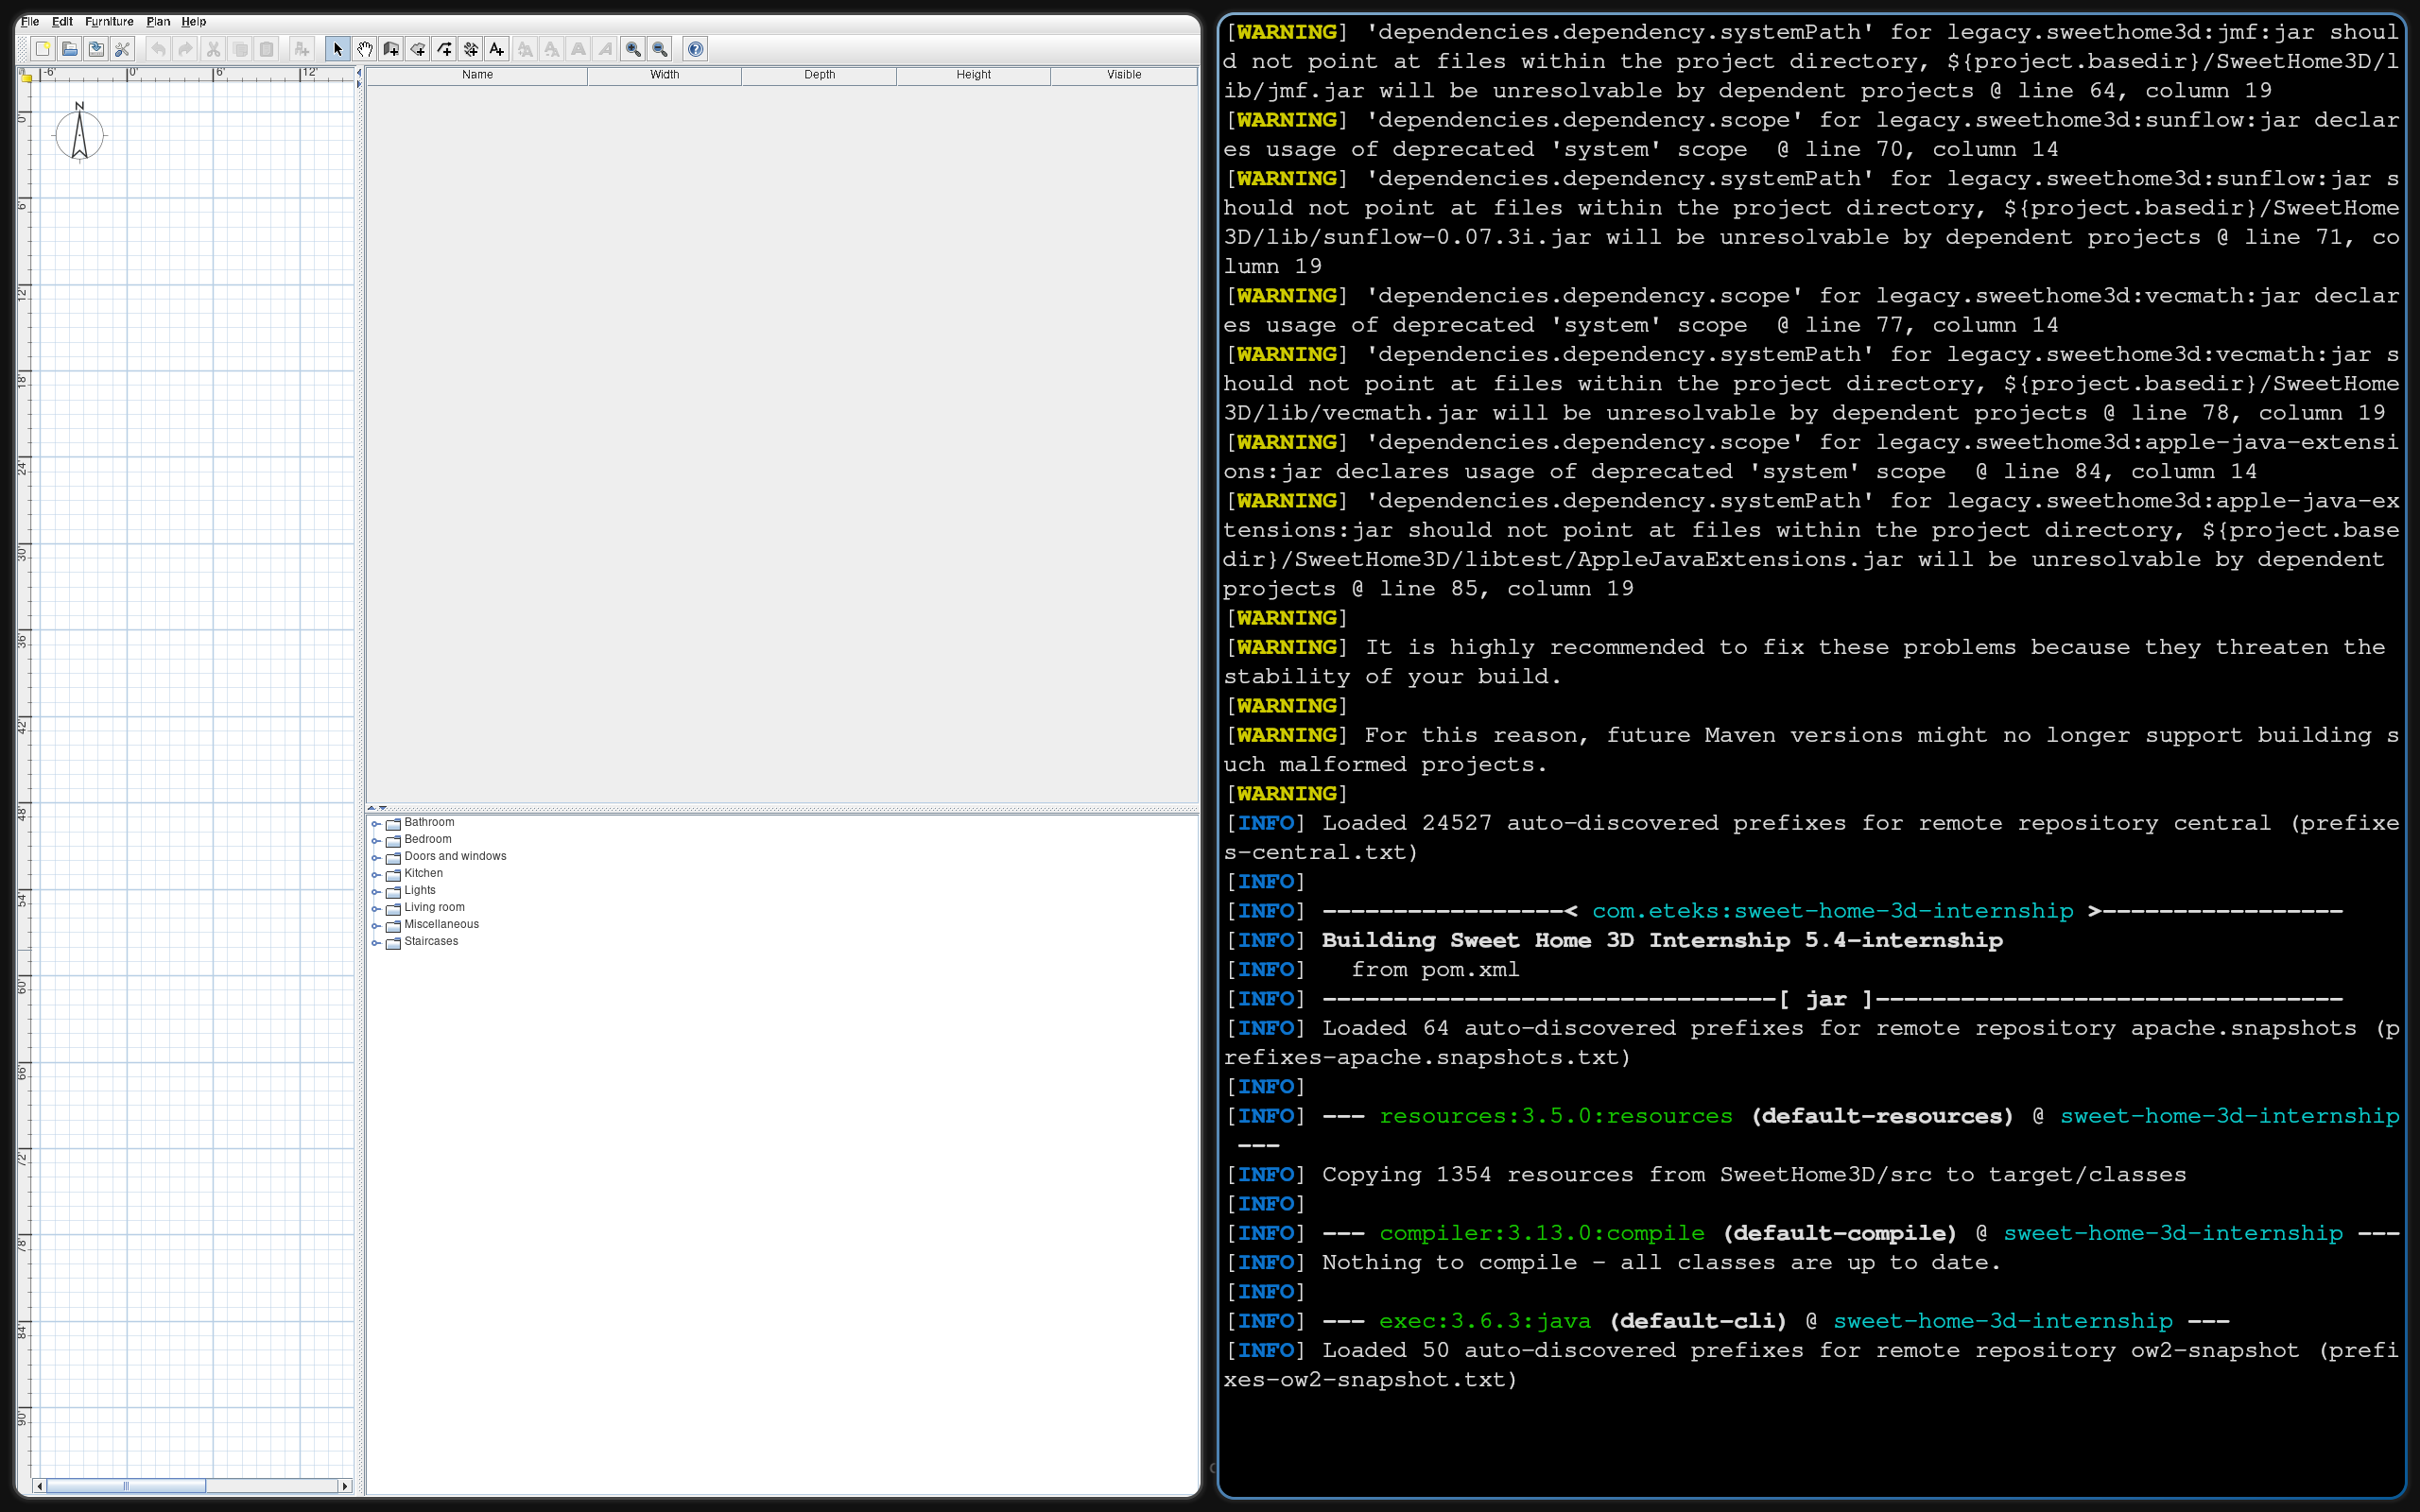 File Edit Furniture Plan Help
-6' 0' 6' 12'
N
0'
6'
12'
18'
24'
30'
36'
42'
48'
54'
60'
66'
72'
78'
84'
90'
Name Width Depth Height Visible
Bathroom
Bedroom
Doors and windows
Kitchen
Lights
Living room
Miscellaneous
Staircases
[WARNING] 'dependencies.dependency.systemPath' for legacy.sweethome3d:jmf:jar shoul
d not point at files within the project directory, ${project.basedir}/SweetHome3D/l
ib/jmf.jar will be unresolvable by dependent projects @ line 64, column 19
[WARNING] 'dependencies.dependency.scope' for legacy.sweethome3d:sunflow:jar declar
es usage of deprecated 'system' scope  @ line 70, column 14
[WARNING] 'dependencies.dependency.systemPath' for legacy.sweethome3d:sunflow:jar s
hould not point at files within the project directory, ${project.basedir}/SweetHome
3D/lib/sunflow-0.07.3i.jar will be unresolvable by dependent projects @ line 71, co
lumn 19
[WARNING] 'dependencies.dependency.scope' for legacy.sweethome3d:vecmath:jar declar
es usage of deprecated 'system' scope  @ line 77, column 14
[WARNING] 'dependencies.dependency.systemPath' for legacy.sweethome3d:vecmath:jar s
hould not point at files within the project directory, ${project.basedir}/SweetHome
3D/lib/vecmath.jar will be unresolvable by dependent projects @ line 78, column 19
[WARNING] 'dependencies.dependency.scope' for legacy.sweethome3d:apple-java-extensi
ons:jar declares usage of deprecated 'system' scope  @ line 84, column 14
[WARNING] 'dependencies.dependency.systemPath' for legacy.sweethome3d:apple-java-ex
tensions:jar should not point at files within the project directory, ${project.base
dir}/SweetHome3D/libtest/AppleJavaExtensions.jar will be unresolvable by dependent
projects @ line 85, column 19
[WARNING]
[WARNING] It is highly recommended to fix these problems because they threaten the
stability of your build.
[WARNING]
[WARNING] For this reason, future Maven versions might no longer support building s
uch malformed projects.
[WARNING]
[INFO] Loaded 24527 auto-discovered prefixes for remote repository central (prefixe
s-central.txt)
[INFO]
[INFO] -----------------< com.eteks:sweet-home-3d-internship >-----------------
[INFO] Building Sweet Home 3D Internship 5.4-internship
[INFO]   from pom.xml
[INFO] --------------------------------[ jar ]---------------------------------
[INFO] Loaded 64 auto-discovered prefixes for remote repository apache.snapshots (p
refixes-apache.snapshots.txt)
[INFO]
[INFO] --- resources:3.5.0:resources (default-resources) @ sweet-home-3d-internship
 ---
[INFO] Copying 1354 resources from SweetHome3D/src to target/classes
[INFO]
[INFO] --- compiler:3.13.0:compile (default-compile) @ sweet-home-3d-internship ---
[INFO] Nothing to compile - all classes are up to date.
[INFO]
[INFO] --- exec:3.6.3:java (default-cli) @ sweet-home-3d-internship ---
[INFO] Loaded 50 auto-discovered prefixes for remote repository ow2-snapshot (prefi
xes-ow2-snapshot.txt)